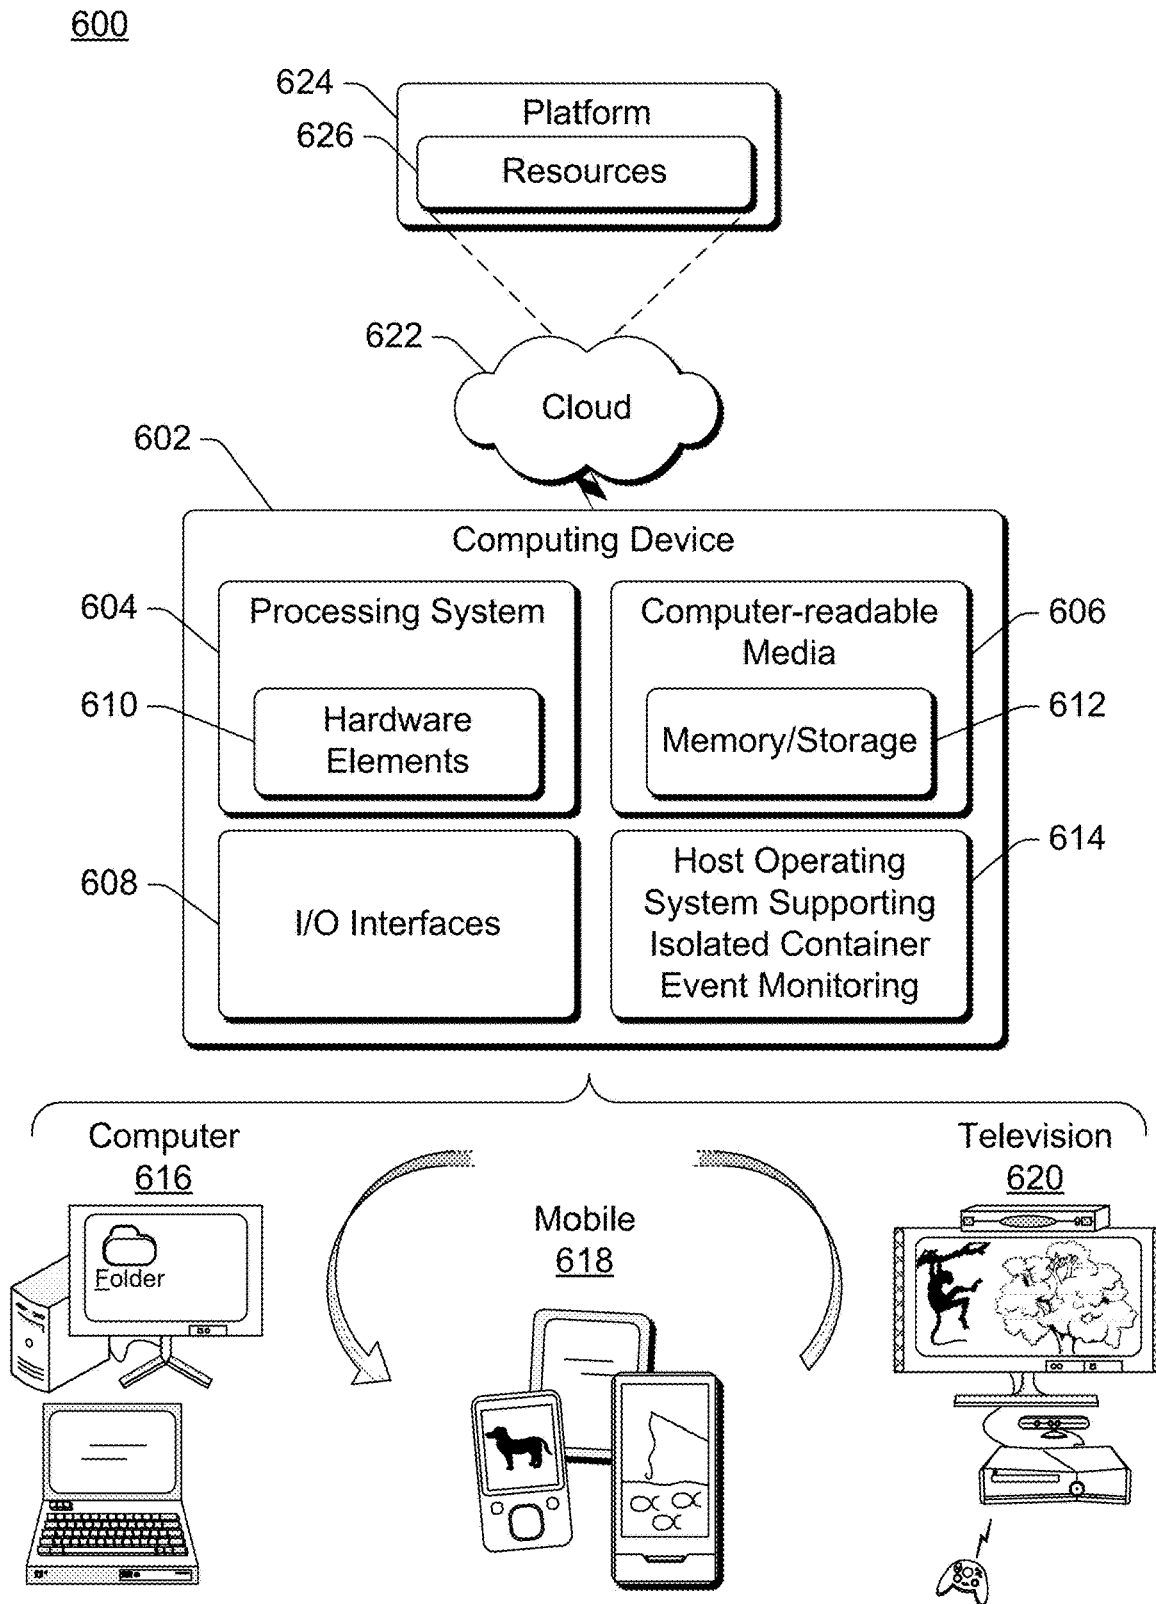 600
624
Platform
626
Resources
622
Cloud
602
Computing Device
604
Processing System
Computer-readable
Media
606
610
Hardware
Elements
Memory/Storage
612
608
I/O Interfaces
Host Operating
System Supporting
Isolated Container
Event Monitoring
614
Computer
616
Mobile
618
Television
620
Folder